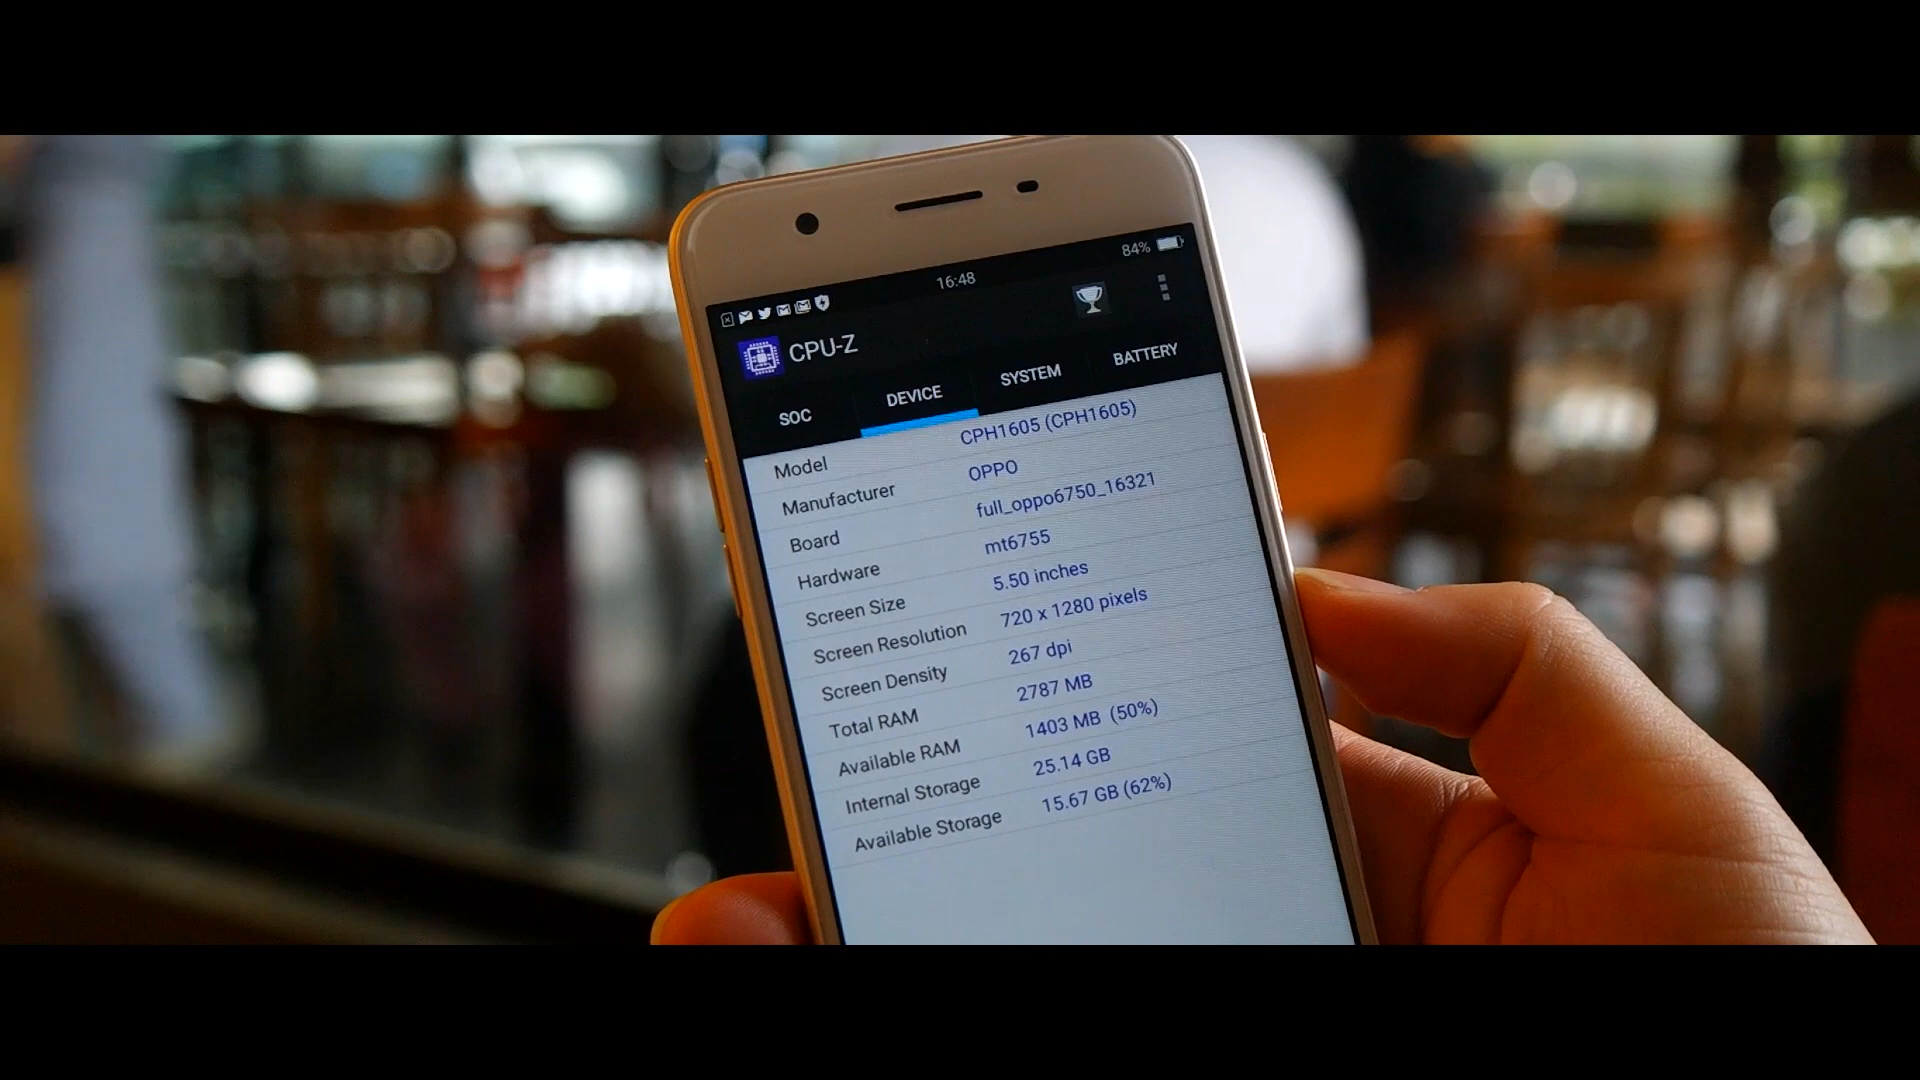 16:48 84%
CPU-Z
SOC DEVICE SYSTEM BATTERY
Model CPH1605 (CPH1605)
Manufacturer OPPO
Board full_oppo6750_16321
Hardware mt6755
Screen Size 5.50 inches
Screen Resolution 720 x 1280 pixels
Screen Density 267 dpi
Total RAM 2787 MB
Available RAM 1403 MB (50%)
Internal Storage 25.14 GB
Available Storage 15.67 GB (62%)